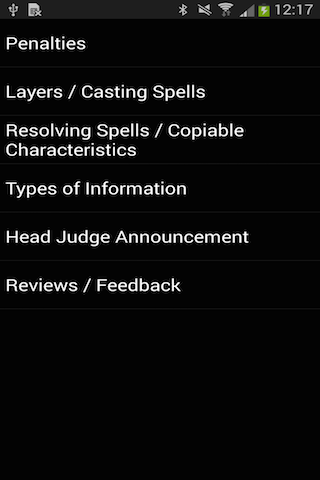 12:17
Penalties
Layers / Casting Spells
Resolving Spells / Copiable
Characteristics
Types of Information
Head Judge Announcement
Reviews / Feedback